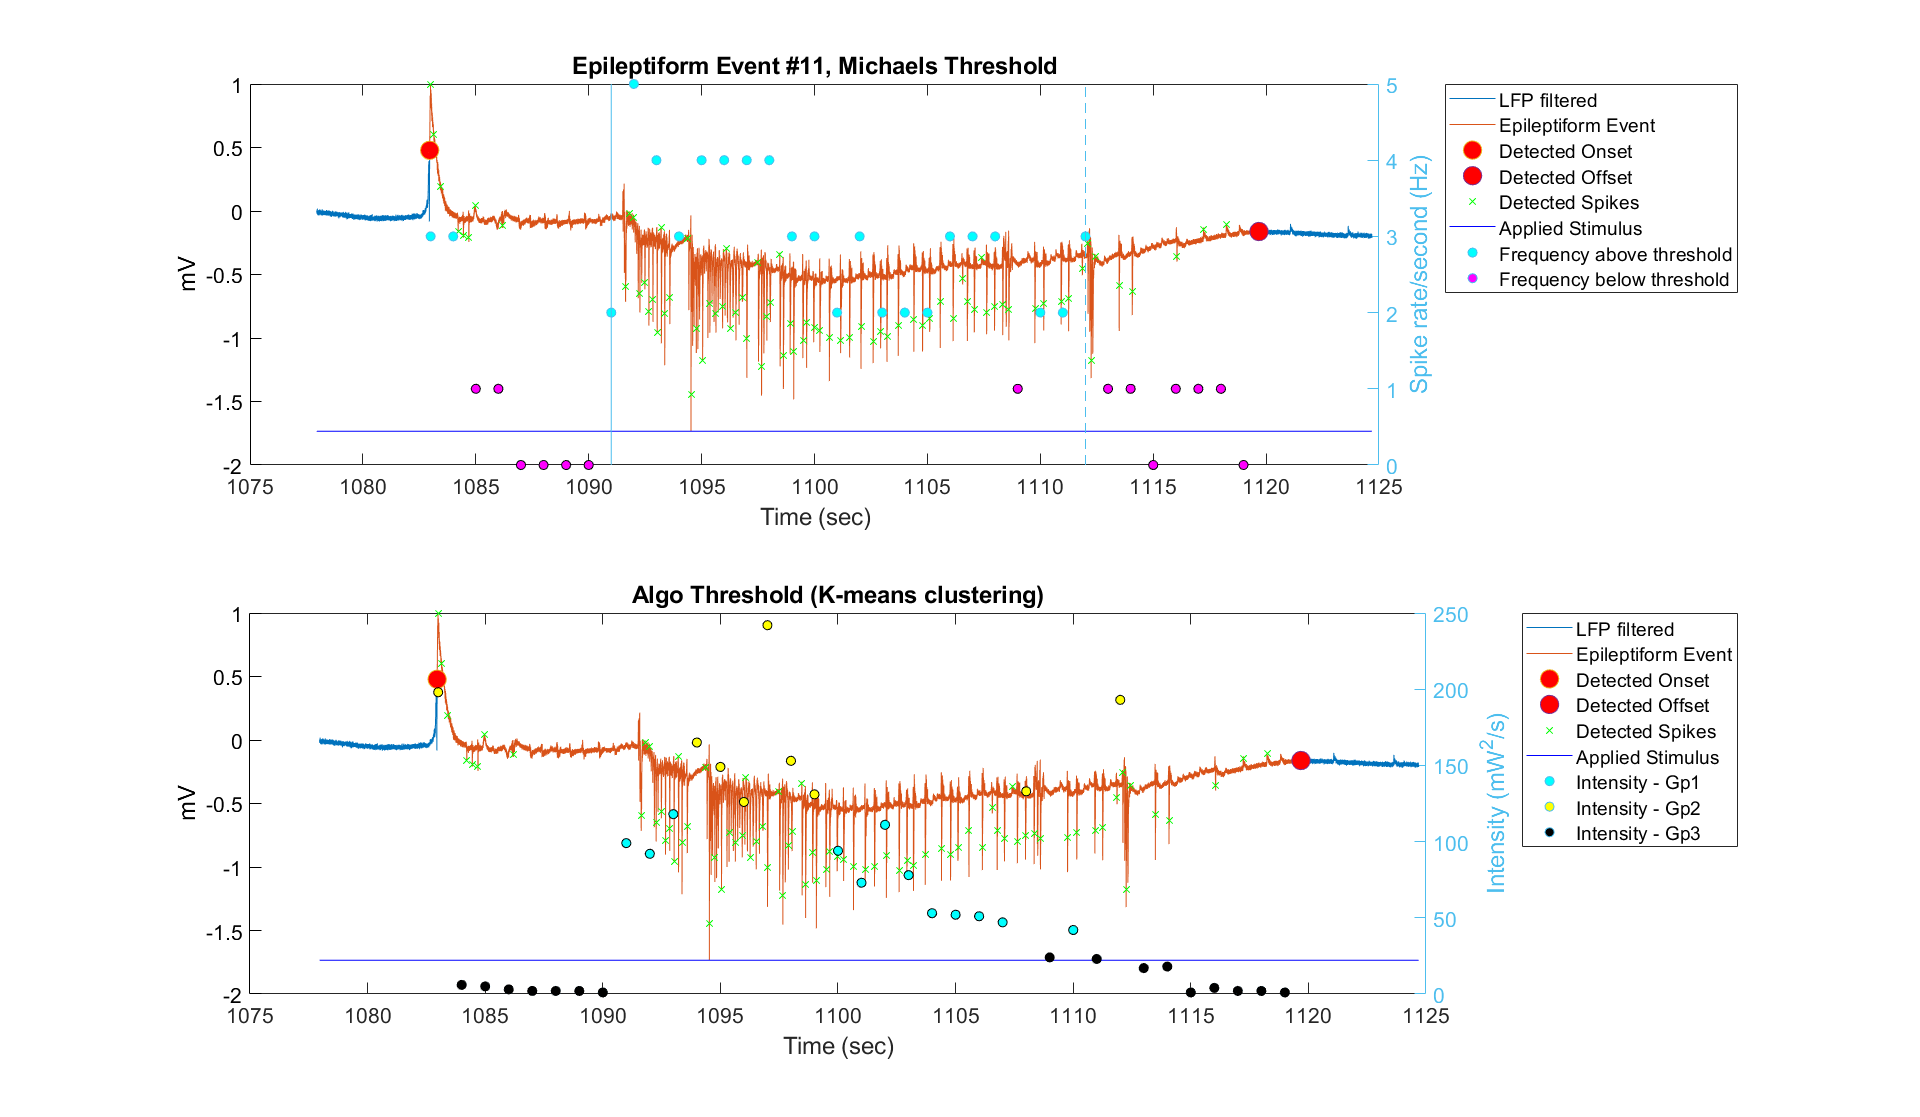 Epileptiform Event #11, Michaels Threshold
1
0.5
0
-0.5
-1
-1.5
-2
mV
5
4
3
2
1
0
Spike rate/second (Hz)
1075 1080 1085 1090 1095 1100 1105 1110 1115 1120 1125
Time (sec)
LFP filtered
Epileptiform Event
Detected Onset
Detected Offset
Detected Spikes
Applied Stimulus
Frequency above threshold
Frequency below threshold
Algo Threshold (K-means clustering)
1
0.5
0
-0.5
-1
-1.5
-2
mV
250
200
150
100
50
0
Intensity (mW²/s)
1075 1080 1085 1090 1095 1100 1105 1110 1115 1120 1125
Time (sec)
LFP filtered
Epileptiform Event
Detected Onset
Detected Offset
Detected Spikes
Applied Stimulus
Intensity - Gp1
Intensity - Gp2
Intensity - Gp3